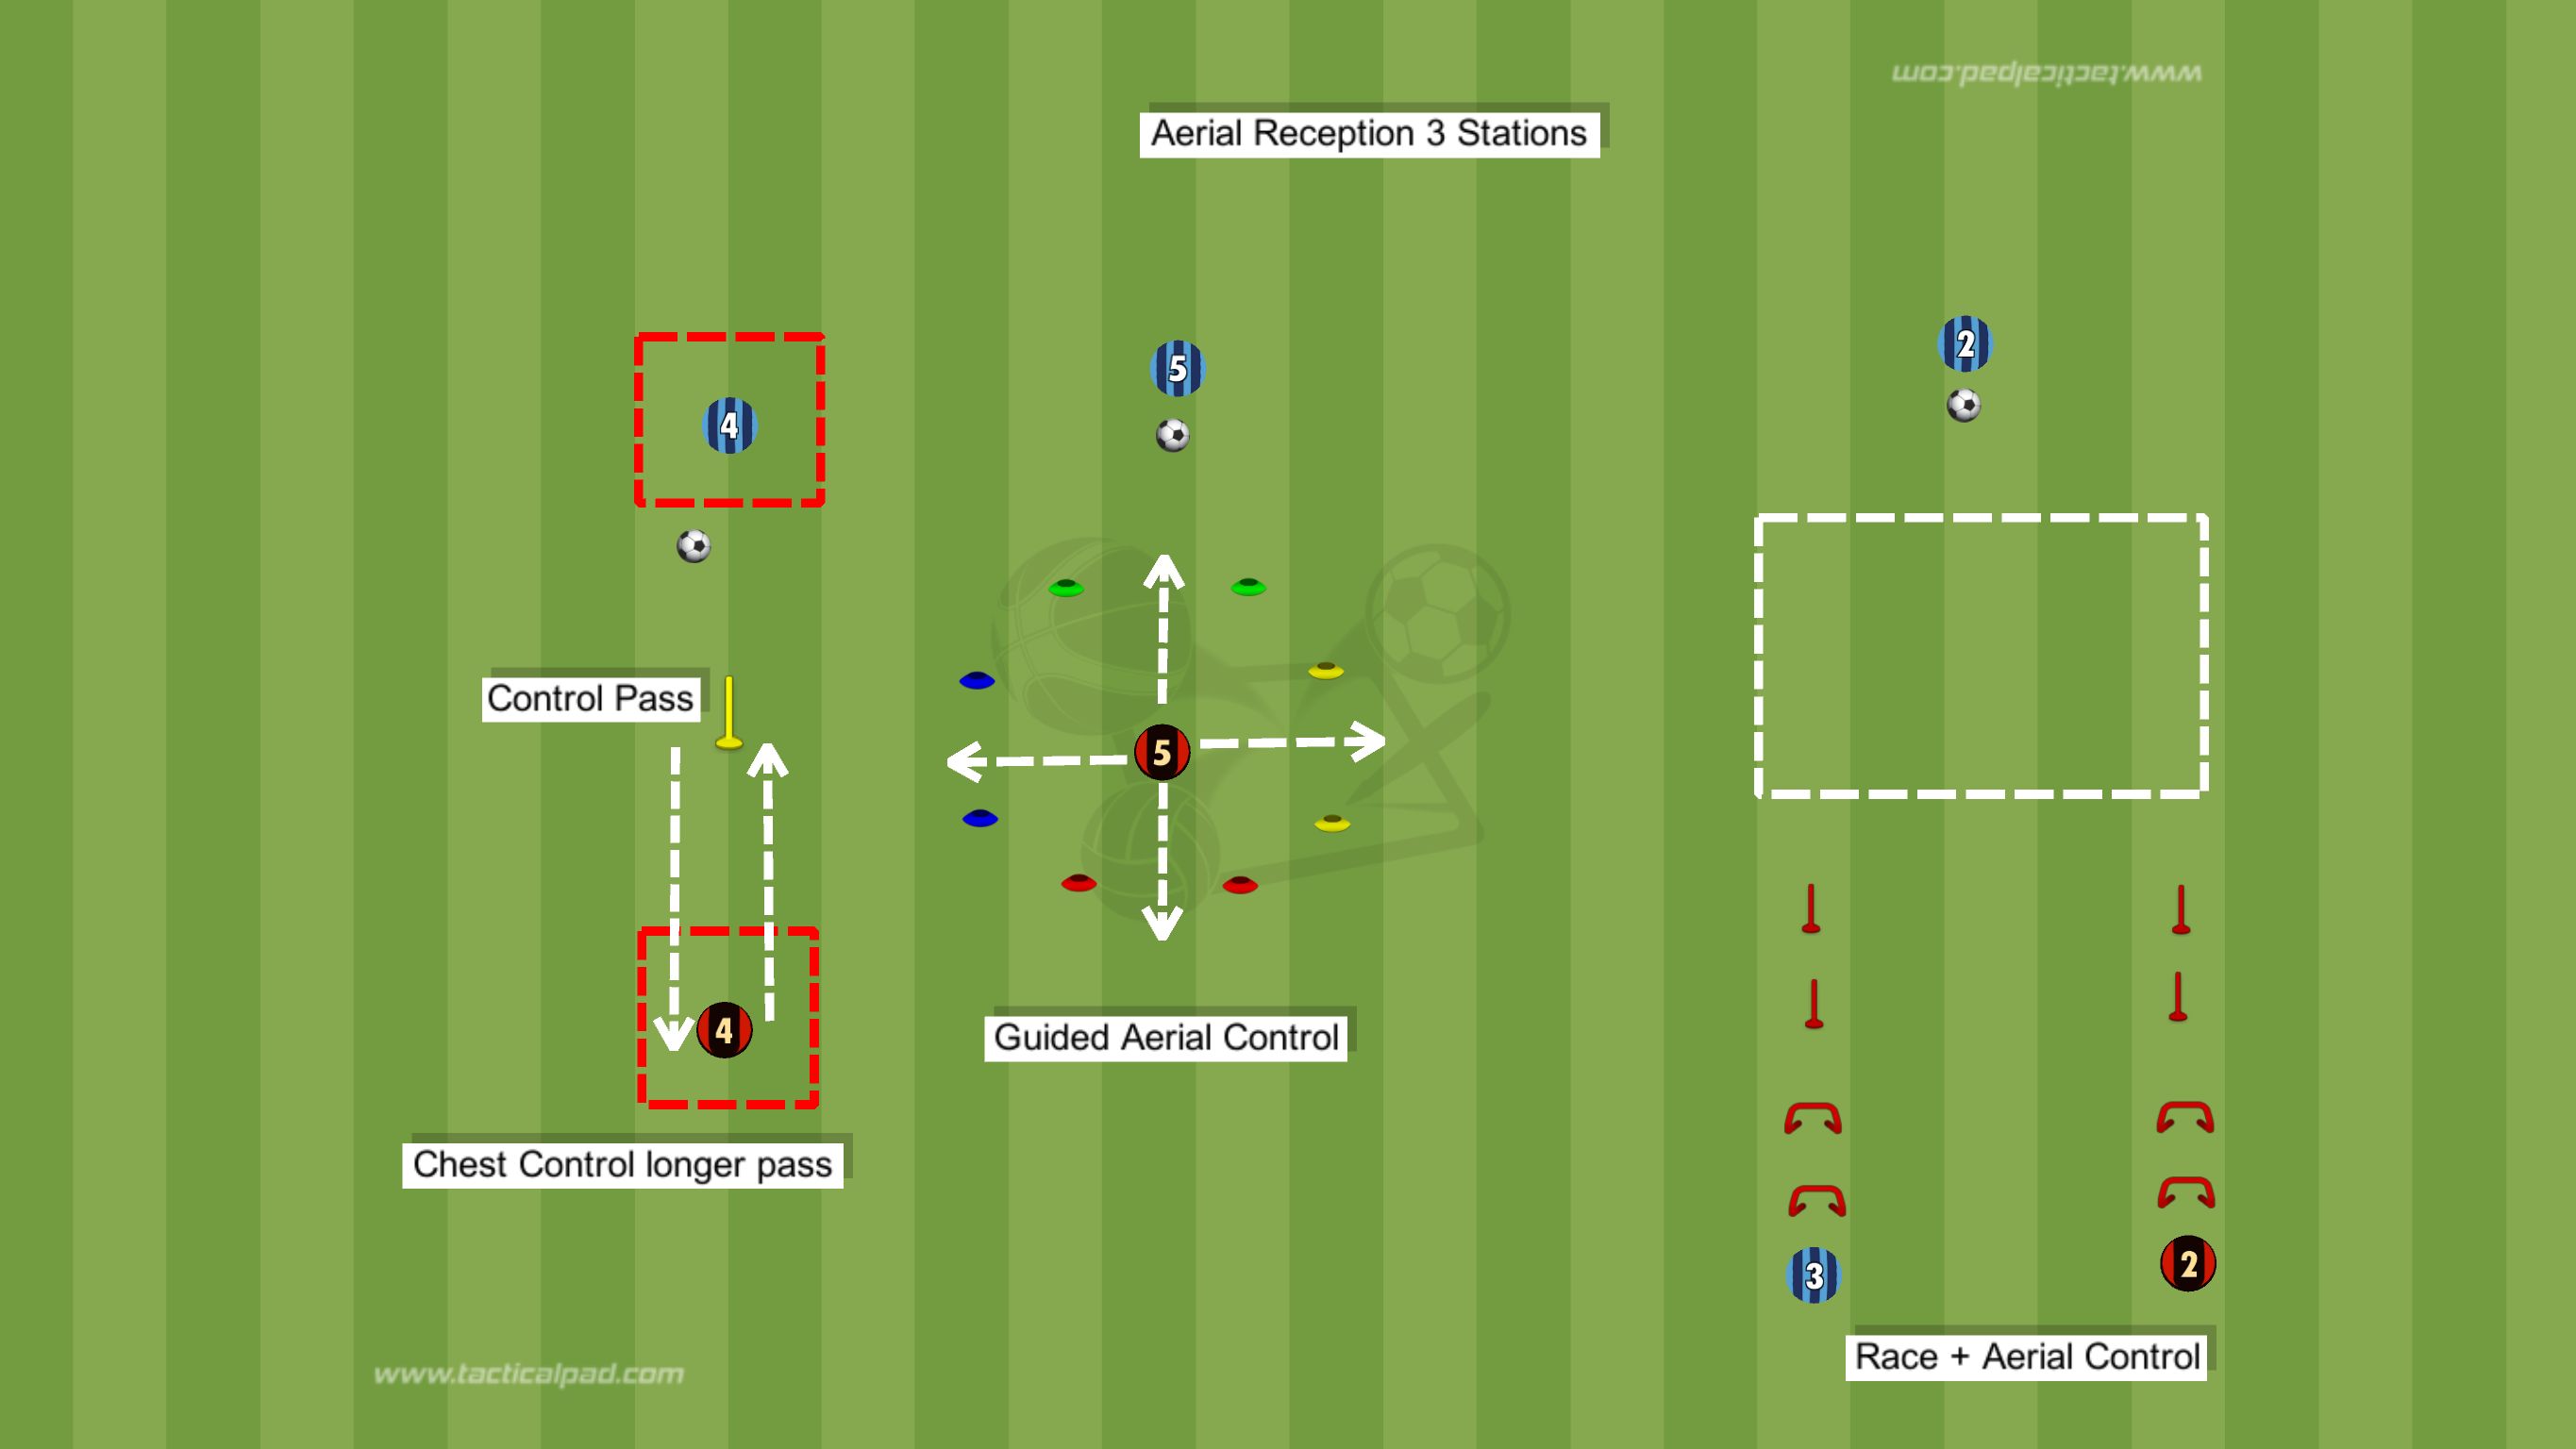 www.tacticalpad.com
Aerial Reception 3 Stations
2
5
4
Control Pass
5
4
Guided Aerial Control
Chest Control longer pass
2
3
Race + Aerial Control
www.tacticalpad.com